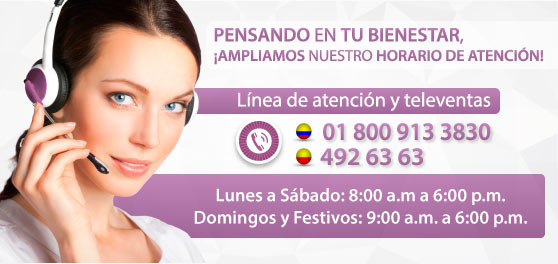 PENSANDO EN TU BIENESTAR,
¡AMPLIAMOS NUESTRO HORARIO DE ATENCIÓN!
Línea de atención y televentas
01 800 913 3830
492 63 63
Lunes a Sábado: 8:00 a.m a 6:00 p.m.
Domingos y Festivos: 9:00 a.m. a 6:00 p.m.